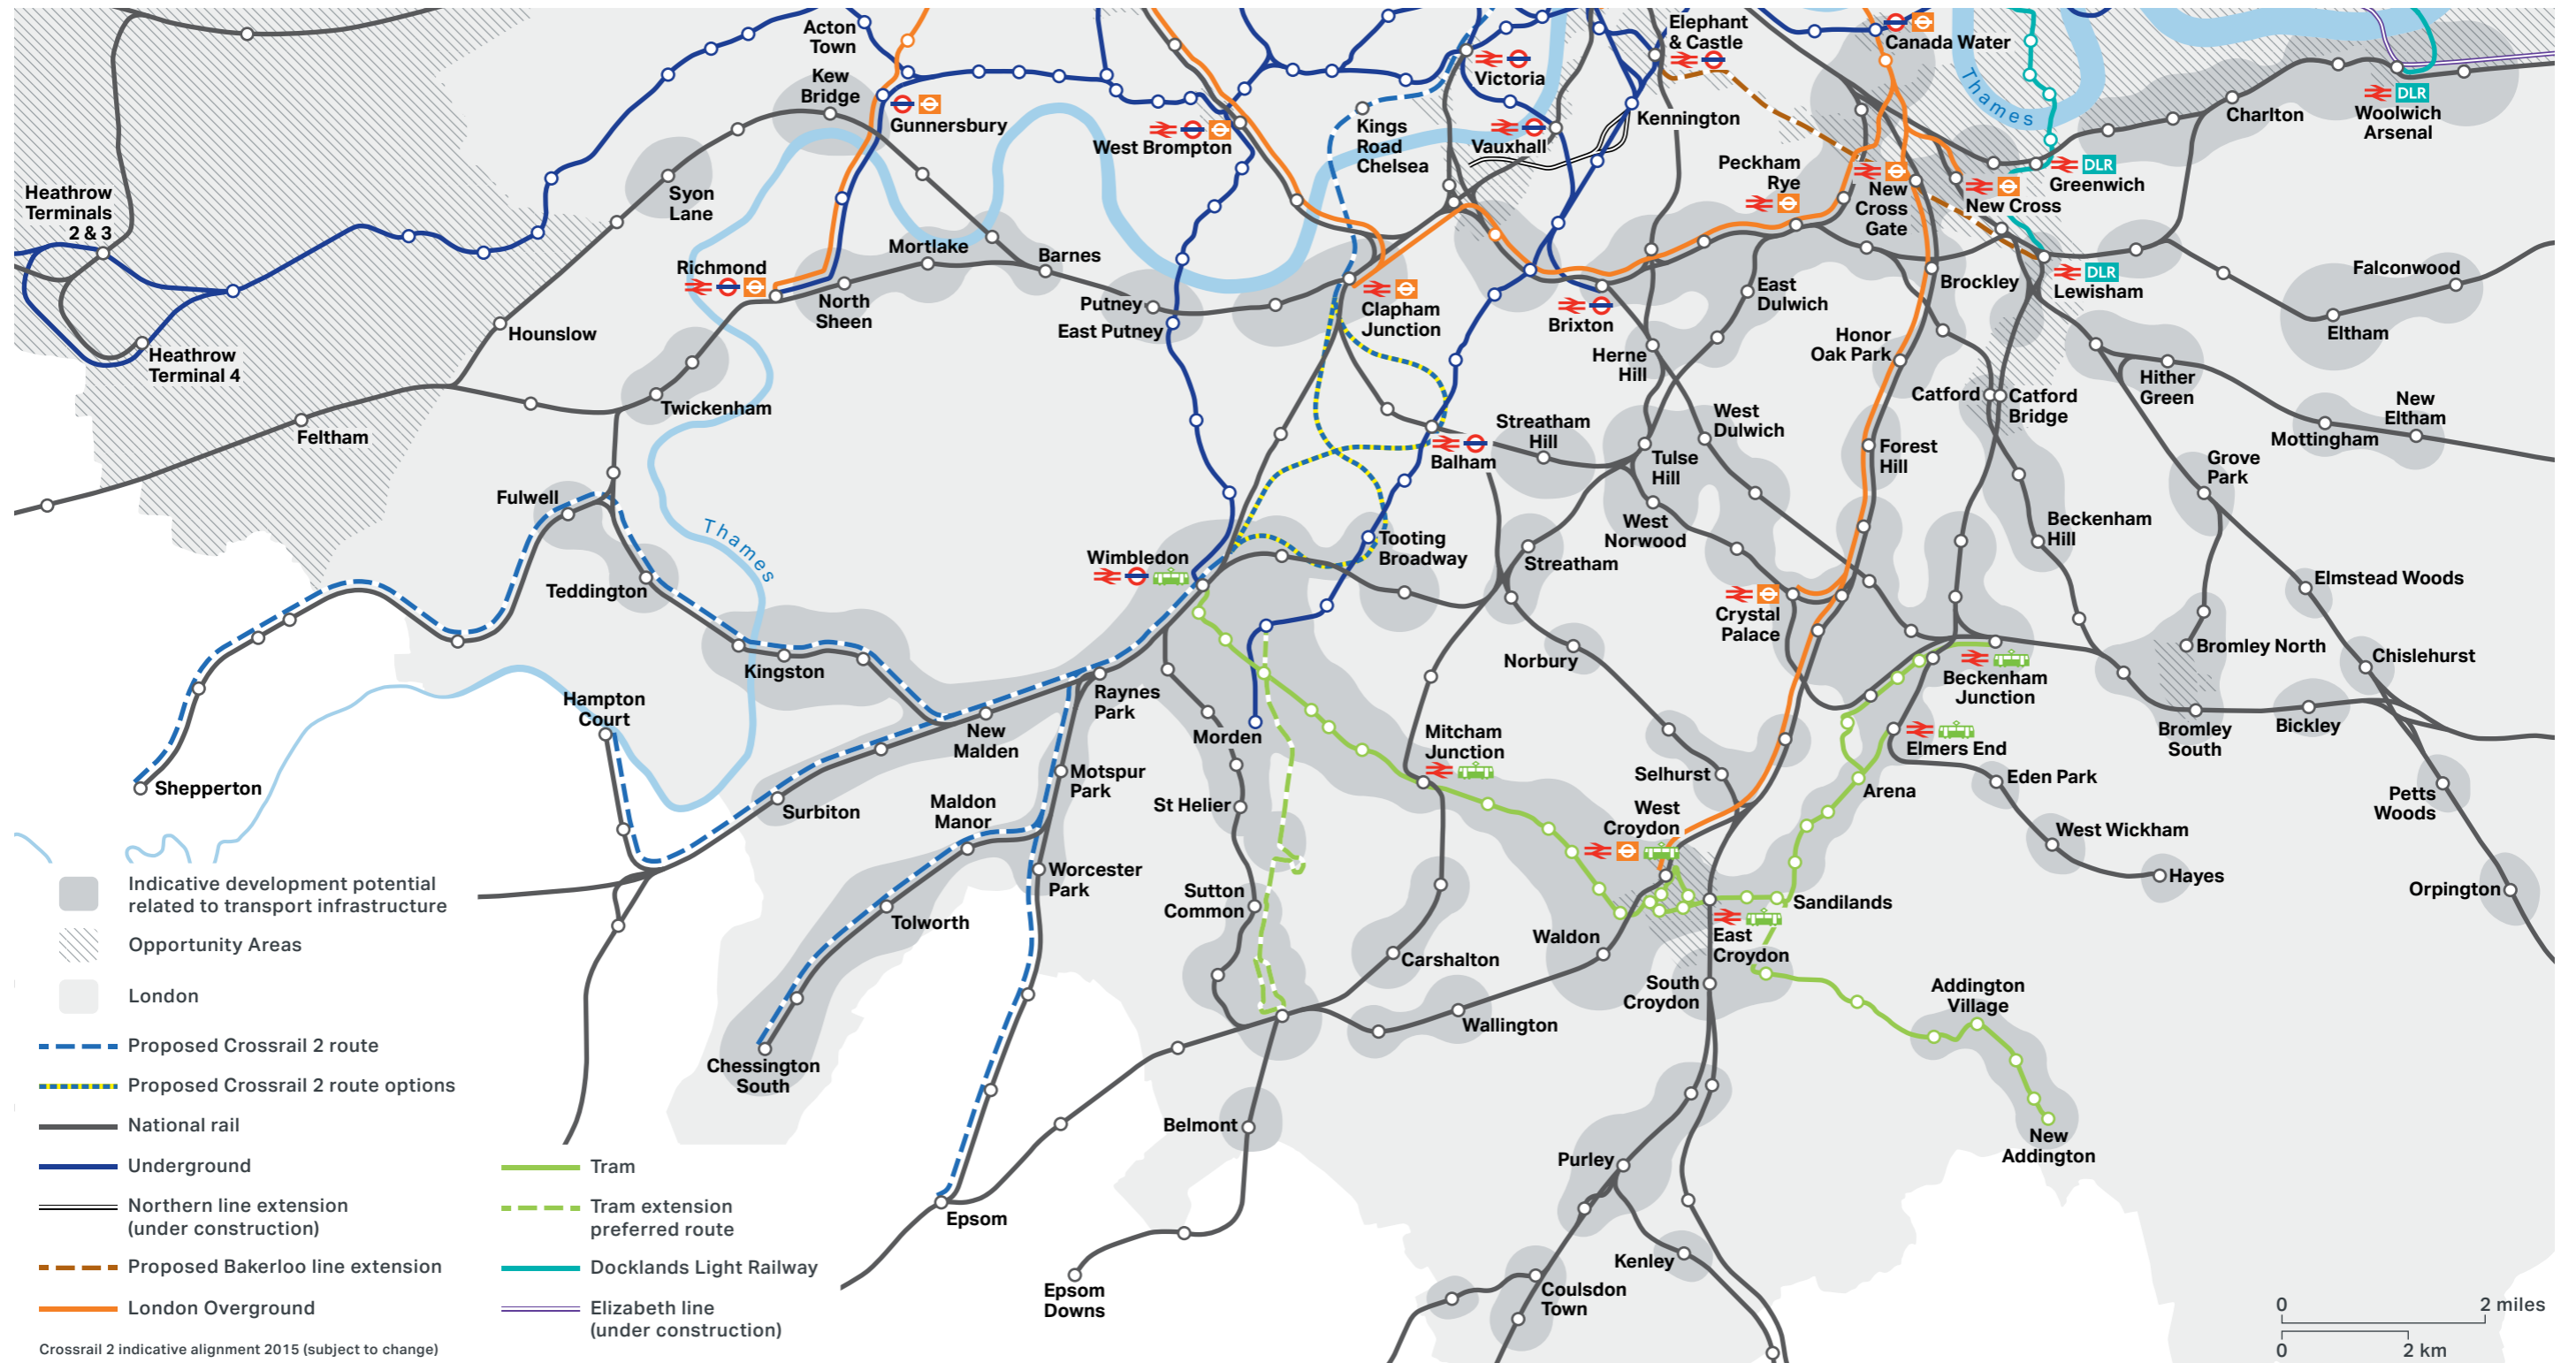 Acton
Town
Kew
Bridge
Gunnersbury
West Brompton
Victoria
Vauxhall
Kings
Road
Chelsea
Elephant
& Castle
Kennington
Canada Water
Thames
DLR
Woolwich
Arsenal
Charlton
DLR
Greenwich
New Cross
New
Cross
Gate
Peckham
Rye
Heathrow
Terminals
2 & 3
Syon
Lane
Mortlake
Barnes
Richmond
North
Sheen
Putney
East Putney
Clapham
Junction
Brixton
East
Dulwich
Brockley
DLR
Lewisham
Falconwood
Eltham
Heathrow
Terminal 4
Hounslow
Herne
Hill
Honor
Oak Park
Hither
Green
Catford
Catford
Bridge
New
Eltham
Mottingham
Twickenham
Feltham
Streatham
Hill
West
Dulwich
Balham
Tulse
Hill
Forest
Hill
Grove
Park
Fulwell
Thames
West
Norwood
Beckenham
Hill
Wimbledon
Tooting
Broadway
Streatham
Teddington
Elmstead Woods
Crystal
Palace
Norbury
Bromley North
Chislehurst
Kingston
Beckenham
Junction
Hampton
Court
Raynes
Park
New
Malden
Morden
Mitcham
Junction
Elmers End
Bromley
South
Bickley
Shepperton
Motspur
Park
Selhurst
Eden Park
Arena
Petts
Woods
Surbiton
Maldon
Manor
St Helier
West
Croydon
West Wickham
Worcester
Park
Hayes
Orpington
Sutton
Common
Tolworth
Sandilands
Waldon
East
Croydon
Carshalton
South
Croydon
Addington
Village
Wallington
Chessington
South
Belmont
New
Addington
Purley
Epsom
Kenley
Epsom
Downs
Coulsdon
Town
Indicative development potential
related to transport infrastructure
Opportunity Areas
London
Proposed Crossrail 2 route
Proposed Crossrail 2 route options
National rail
Underground
Northern line extension
(under construction)
Proposed Bakerloo line extension
London Overground
Tram
Tram extension
preferred route
Docklands Light Railway
Elizabeth line
(under construction)
Crossrail 2 indicative alignment 2015 (subject to change)
0 2 miles
0 2 km